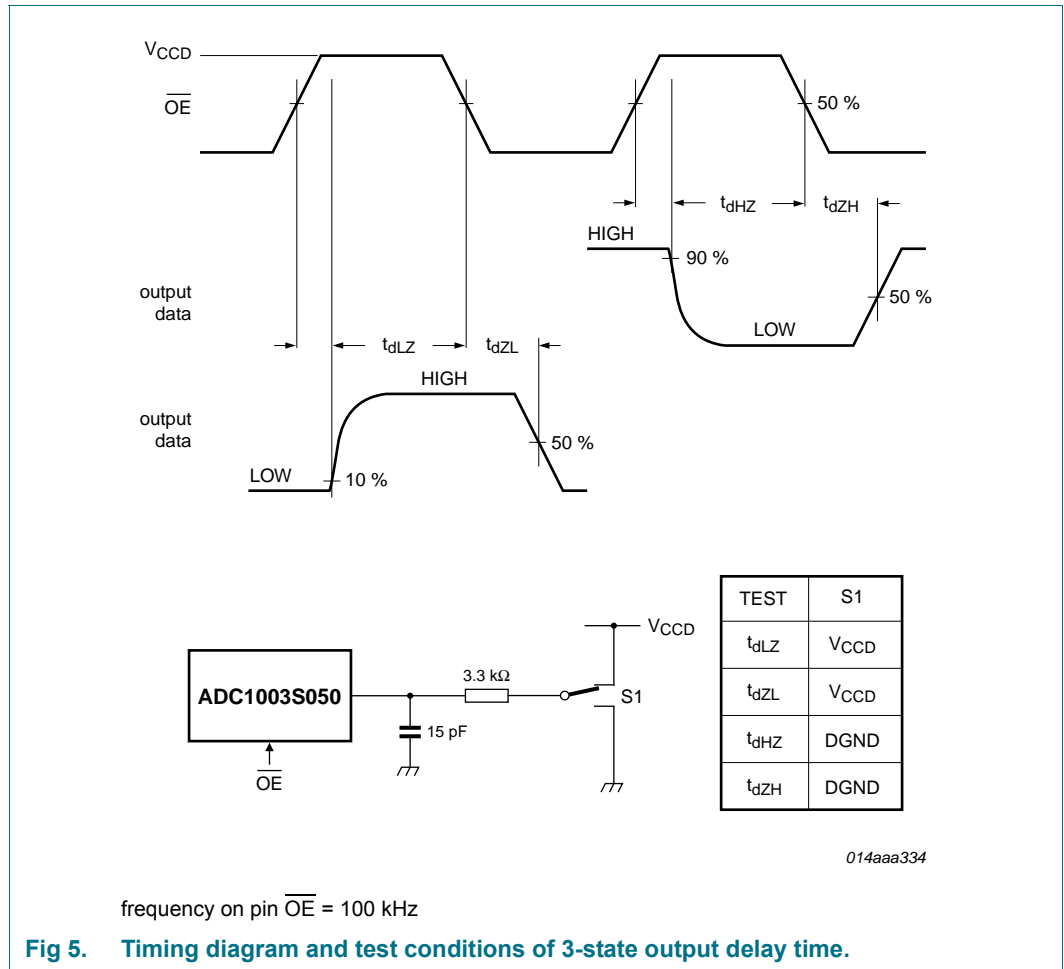 VCCD
OE
50 %
tdHZ
tdZH
HIGH
90 %
output
data
50 %
LOW
tdLZ
tdZL
HIGH
output
data
50 %
LOW
10 %
TEST S1
VCCD
tdLZ VCCD
3.3 kΩ
ADC1003S050
S1
tdZL VCCD
15 pF
tdHZ DGND
OE
tdZH DGND
014aaa334
frequency on pin OE = 100 kHz
Fig 5. Timing diagram and test conditions of 3-state output delay time.